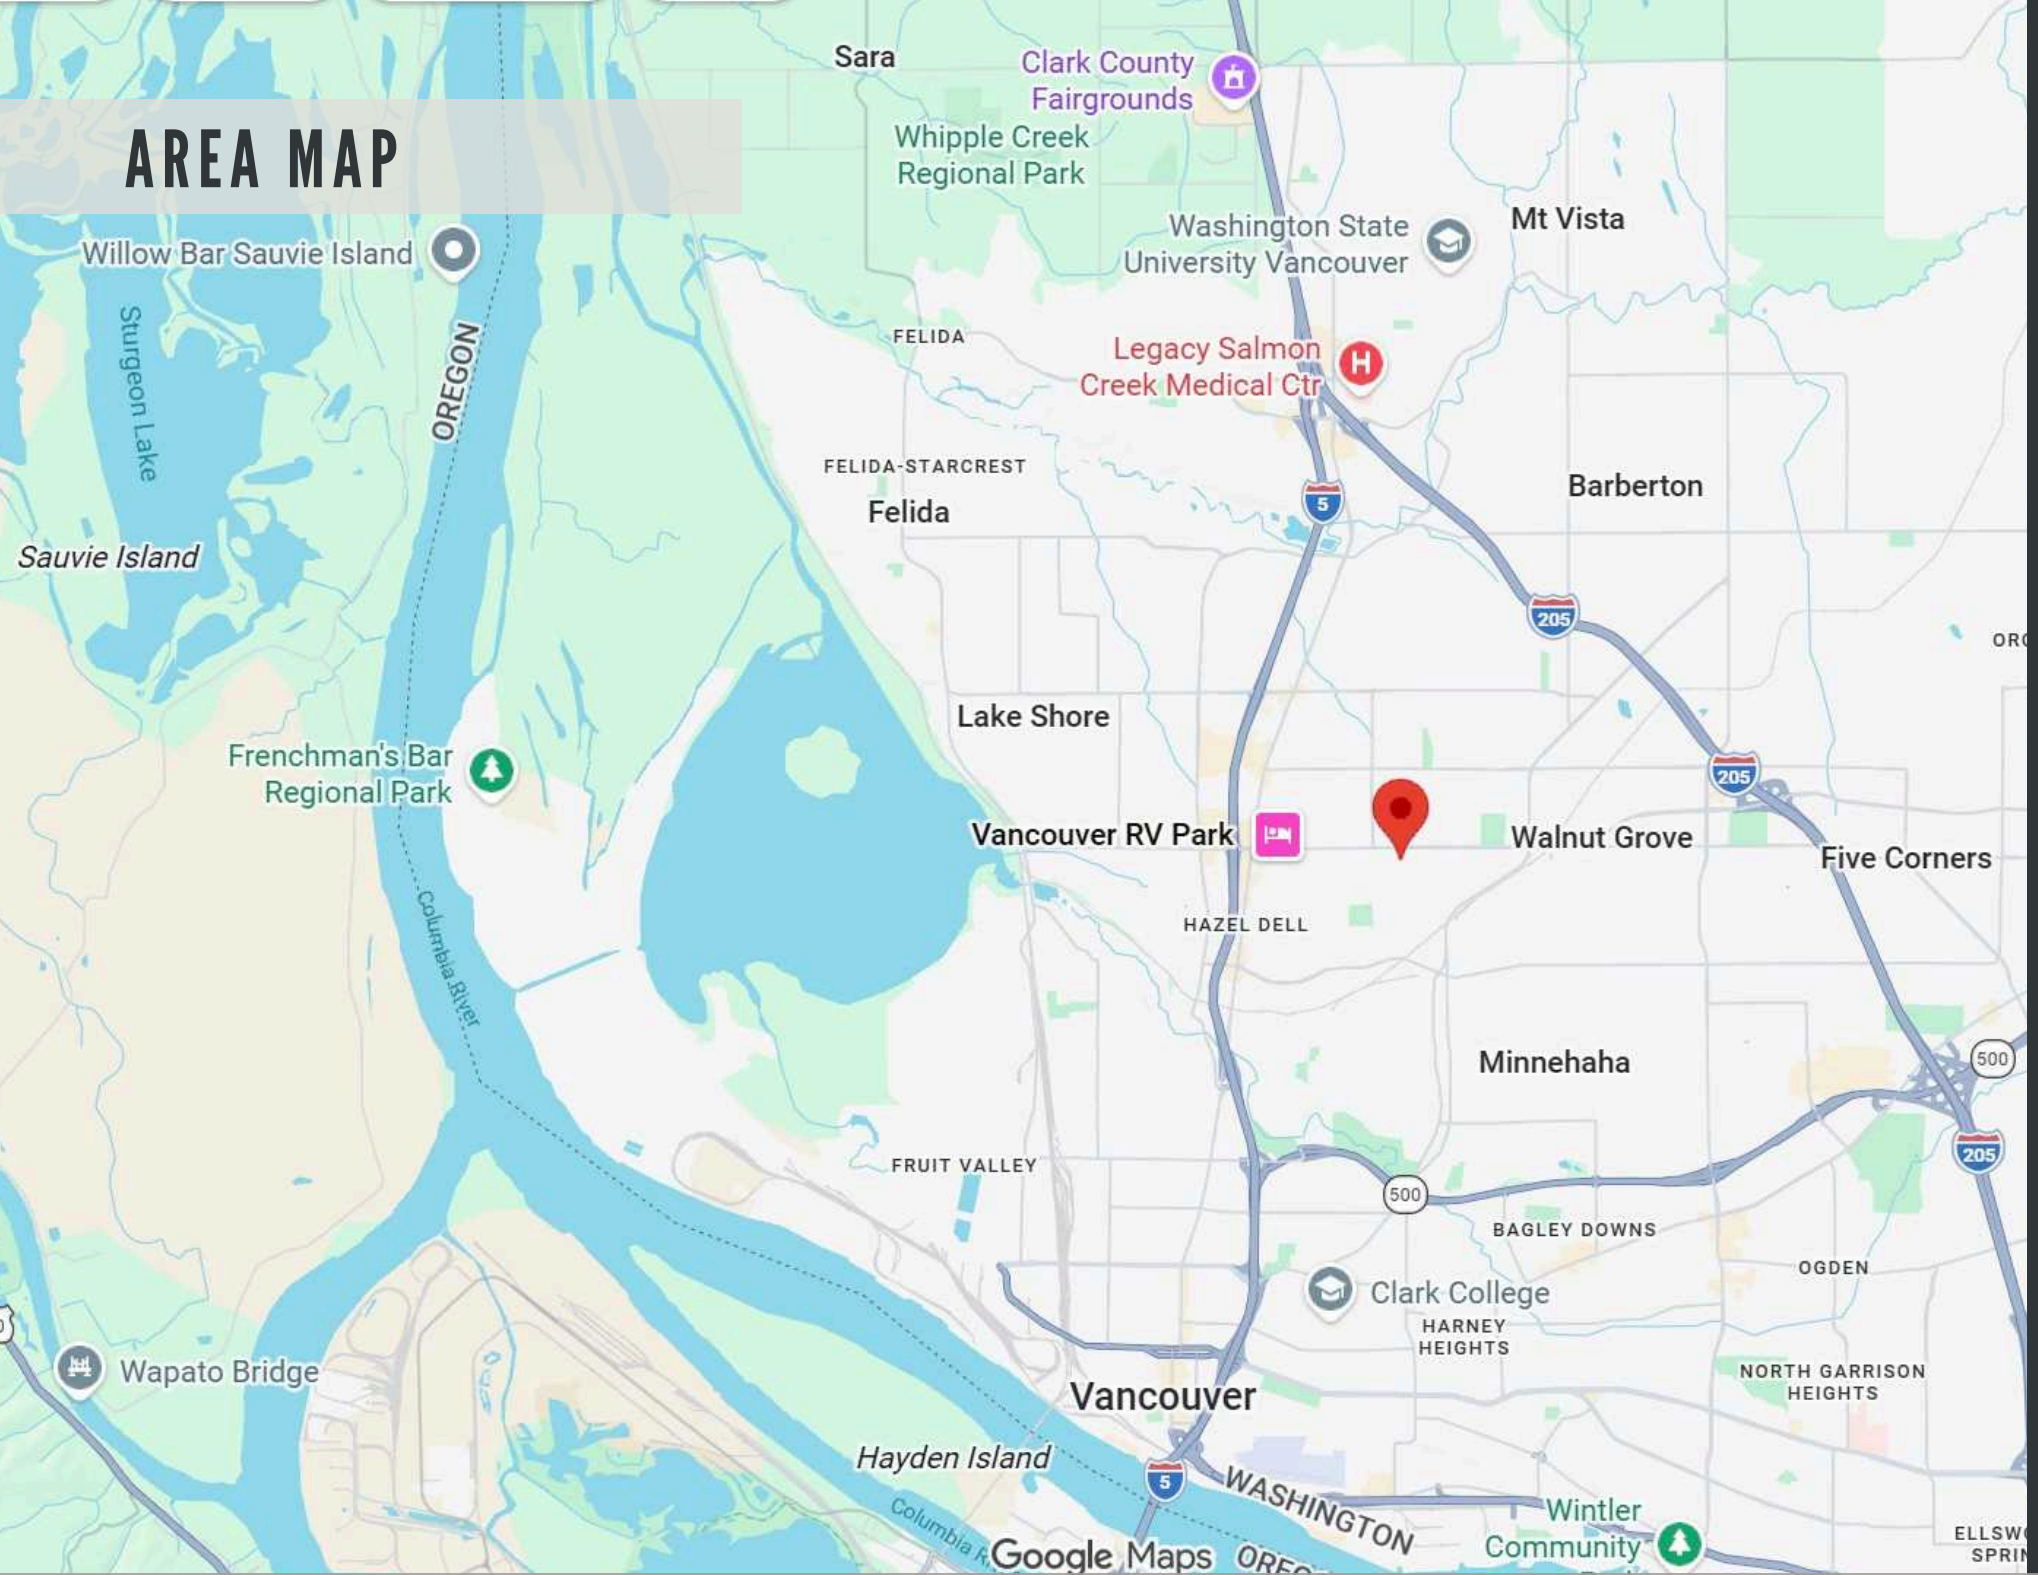 Sara
Clark County
Fairgrounds
Whipple Creek
Regional Park
AREA MAP
Washington State
University Vancouver
Mt Vista
Willow Bar Sauvie Island
Sturgeon Lake
OREGON
FELIDA
Legacy Salmon
Creek Medical Ctr
H
FELIDA-STARCREST
Felida
5
Barberton
Sauvie Island
205
Lake Shore
Frenchman's Bar
Regional Park
205
Vancouver RV Park
Walnut Grove
Five Corners
Columbia River
HAZEL DELL
Minnehaha
500
205
FRUIT VALLEY
500
BAGLEY DOWNS
OGDEN
Clark College
HARNEY
HEIGHTS
Wapato Bridge
NORTH GARRISON
HEIGHTS
Vancouver
Hayden Island
5
WASHINGTON
Columbia
Google Maps
Wintler
Community